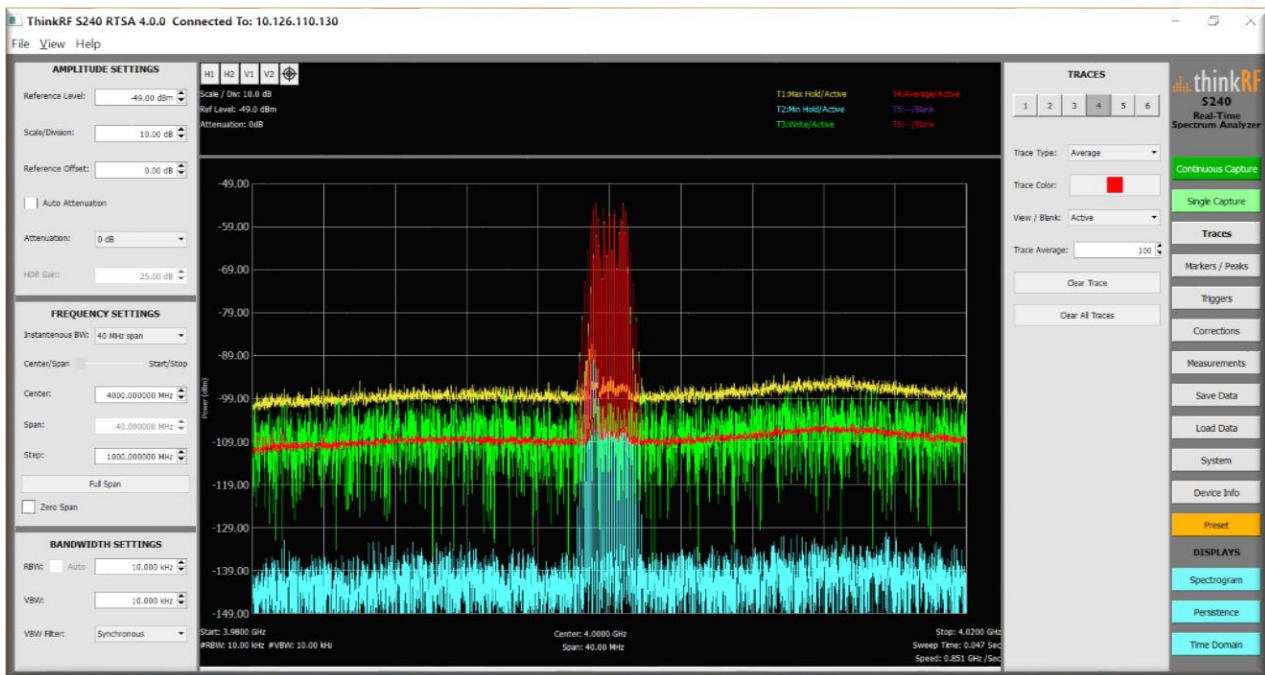 ThinkRF S240 RTSA 4.0.0 Connected To: 10.126.110.130
File View Help
AMPLITUDE SETTINGS
Reference Level: -49.00 dBm
Scale/Division: 10.00 dB
Reference Offset: 0.00 dB
Auto Attenuation
Attenuation: 0 dB
HDR Gain: 25.00 dB
FREQUENCY SETTINGS
Instantenous BW: 40 MHz span
Center/Span Start/Stop
Center: 4000.000000 MHz
Span: 40.000000 MHz
Step: 1000.000000 MHz
Full Span
Zero Span
BANDWIDTH SETTINGS
RBW: Auto 10.000 kHz
VBW: 10.000 kHz
VBW Filter: Synchronous
H1 H2 V1 V2
Scale / Div: 10.0 dB
Ref Level: -49.0 dBm
Attenuation: 0dB
T1:Max Hold/Active T4:Average/Active
T2:Min Hold/Active T5:---/Blank
T3:Write/Active T6:---/Blank
Power (dBm)
-49.00
-59.00
-69.00
-79.00
-89.00
-99.00
-109.00
-119.00
-129.00
-139.00
-149.00
Start: 3.9800 GHz Center: 4.0000 GHz Stop: 4.0200 GHz
#RBW: 10.00 kHz #VBW: 10.00 kHz Span: 40.00 MHz Sweep Time: 0.047 Sec
Speed: 0.851 GHz /Sec
TRACES
1 2 3 4 5 6
Trace Type: Average
Trace Color:
View / Blank: Active
Trace Average: 100
Clear Trace
Clear All Traces
thinkRF
S240
Real-Time
Spectrum Analyzer
Continuous Capture
Single Capture
Traces
Markers / Peaks
Triggers
Corrections
Measurements
Save Data
Load Data
System
Device Info
Preset
DISPLAYS
Spectrogram
Persistence
Time Domain